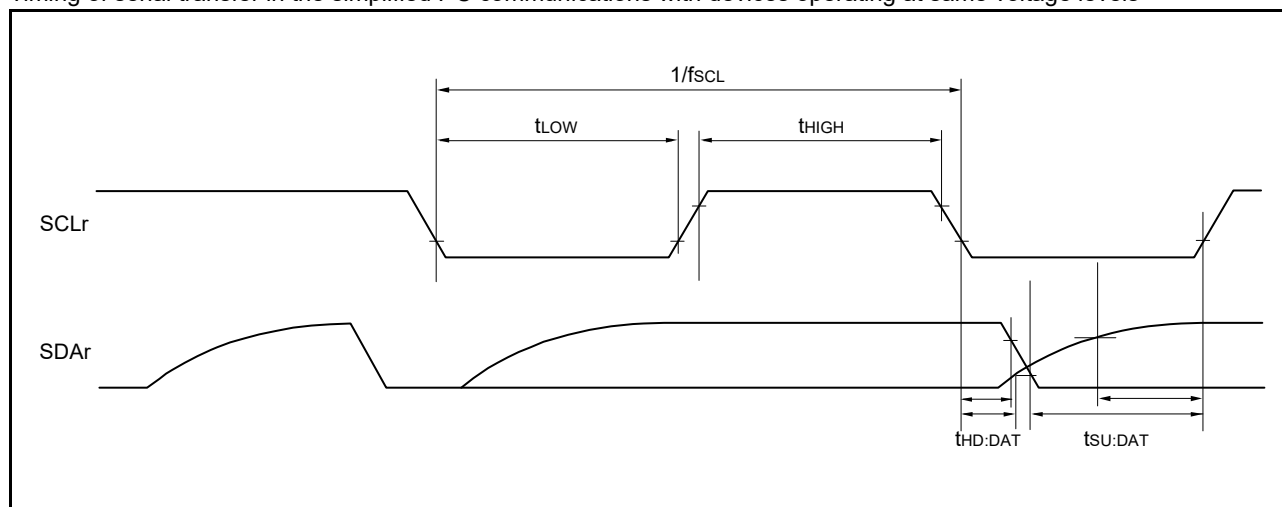 Timing of serial transfer in the simplified I²C communications with devices operating at same voltage levels
1/fSCL
tLOW
tHIGH
SCLr
SDAr
tHD:DAT
tSU:DAT